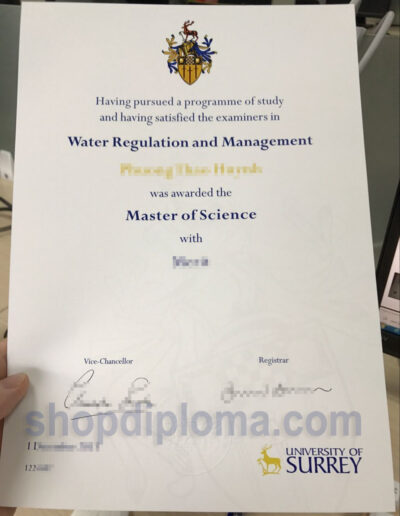 Having pursued a programme of study
and having satisfied the examiners in
Water Regulation and Management
was awarded the
Master of Science
with
Vice-Chancellor
Registrar
shopdiploma.com
122
UNIVERSITY OF
SURREY